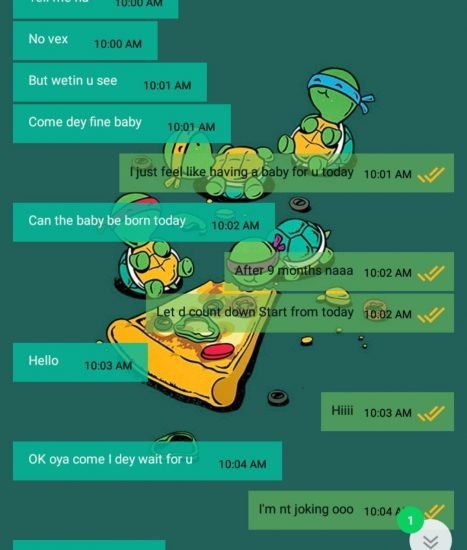 10:00 AM
No vex
10:00 AM
But wetin u see
10:01 AM
Come dey fine baby
10:01 AM
I just feel like having a baby for u today
10:01 AM
Can the baby be born today
10:02 AM
After 9 months naaa
10:02 AM
Let d count down Start from today
10:02 AM
Hello
10:03 AM
Hiiii
10:03 AM
OK oya come I dey wait for u
10:04 AM
I'm nt joking ooo
10:04
1